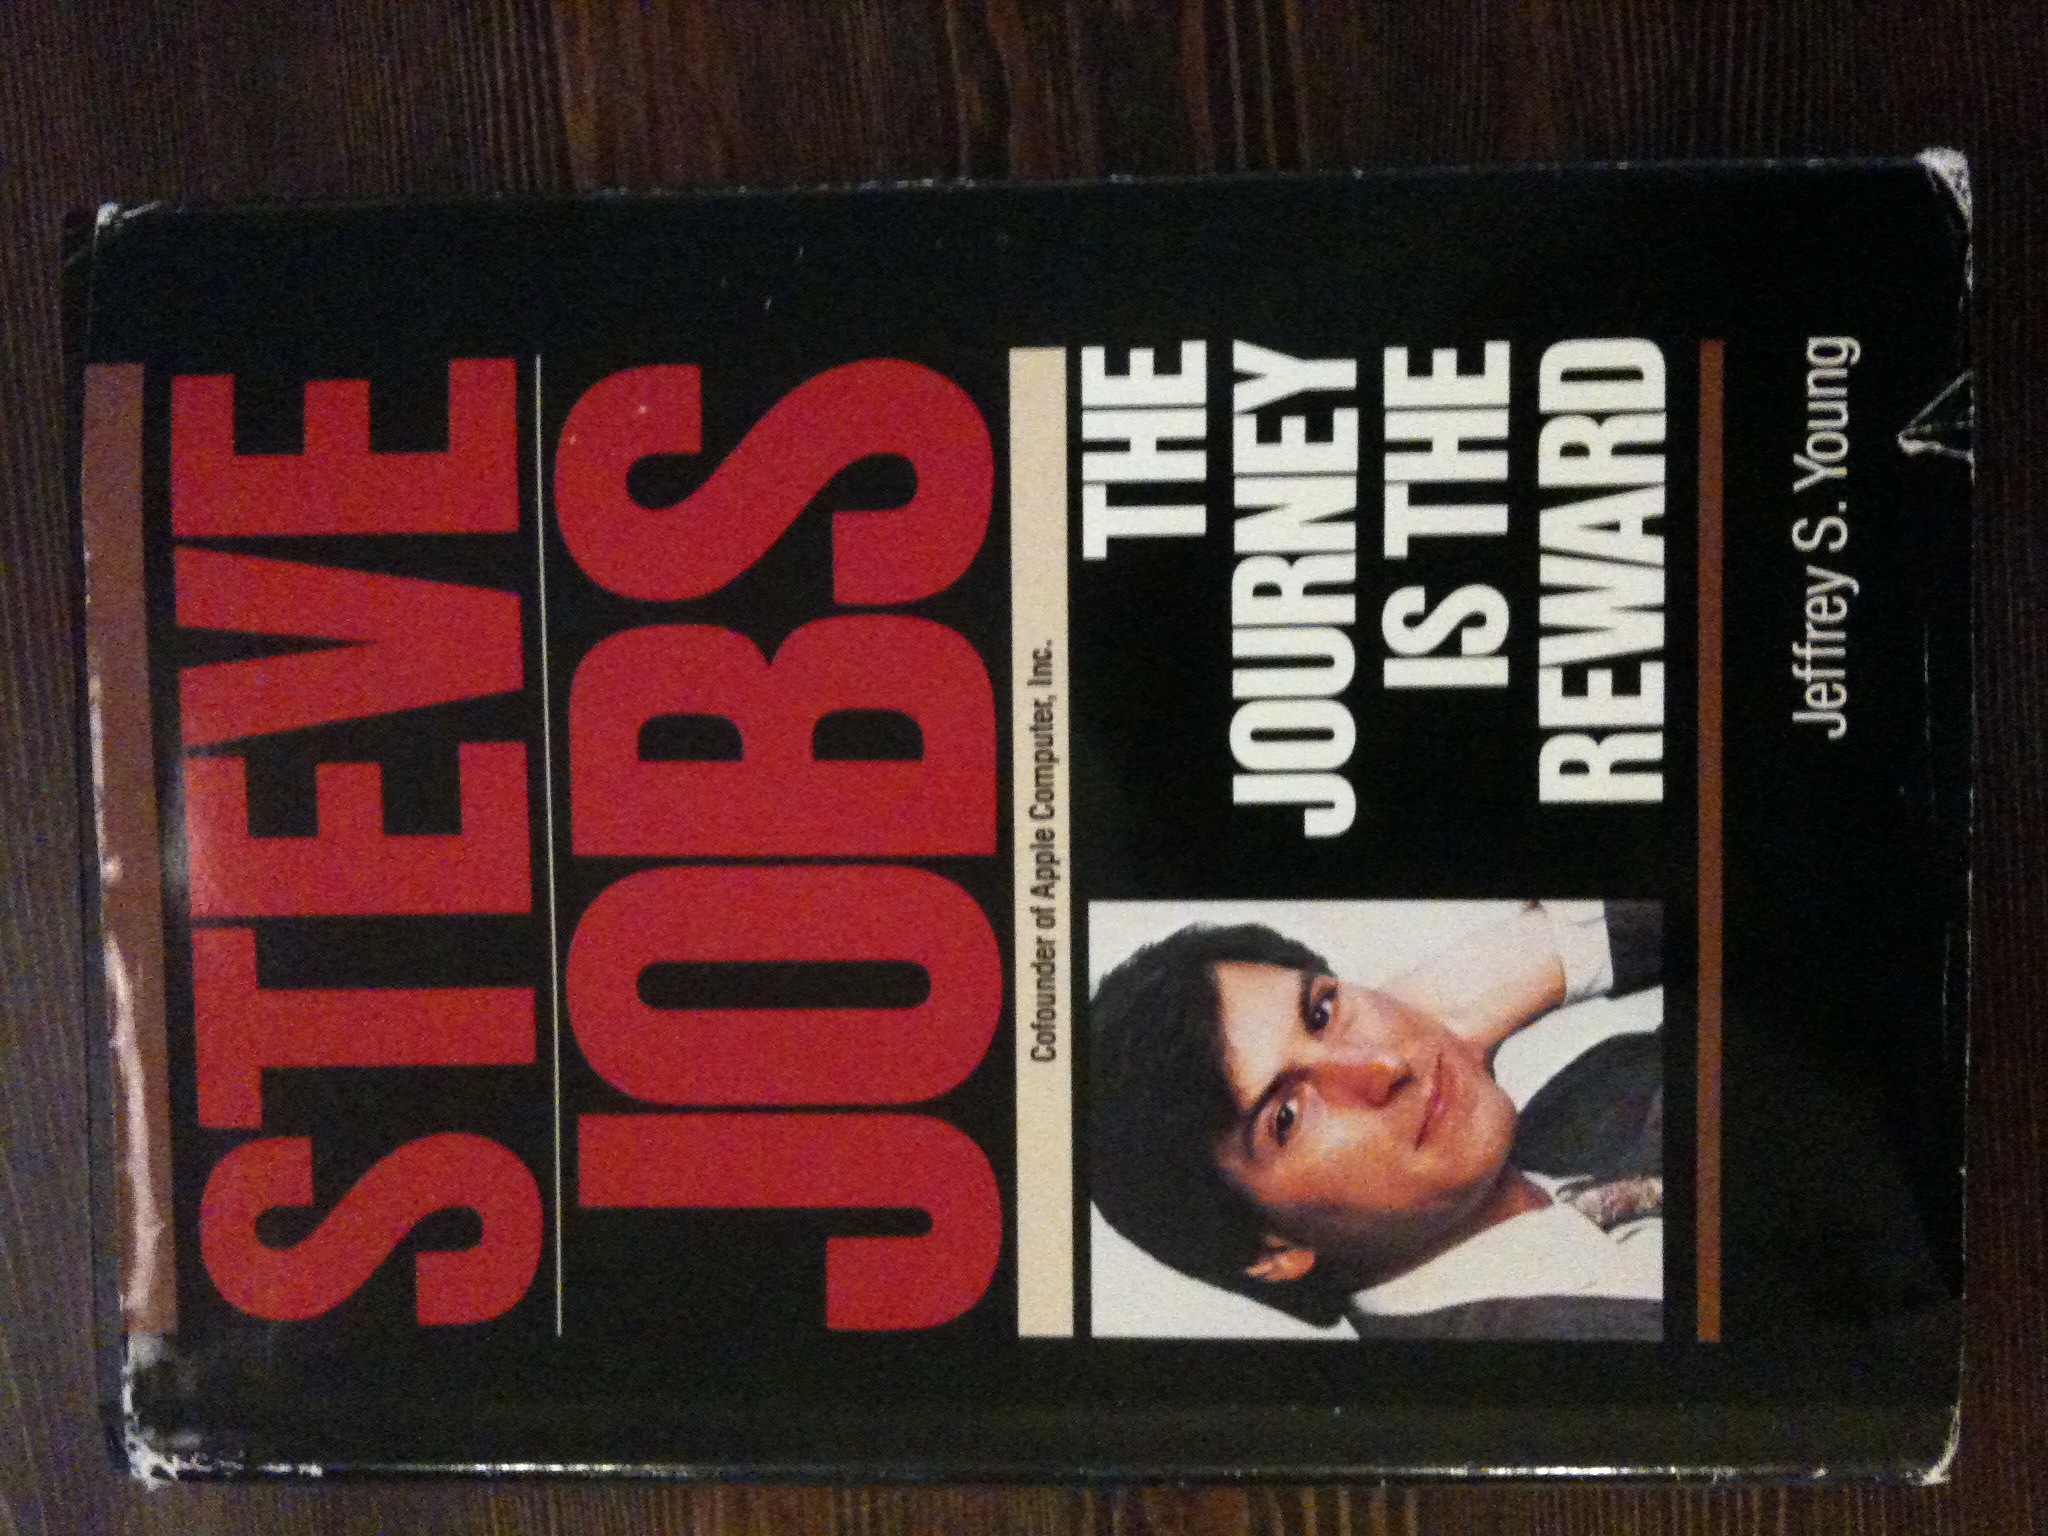 STEVE
JOBS
Cofounder of Apple Computer, Inc.
THE
JOURNEY
IS THE
REWARD
Jeffrey S. Young